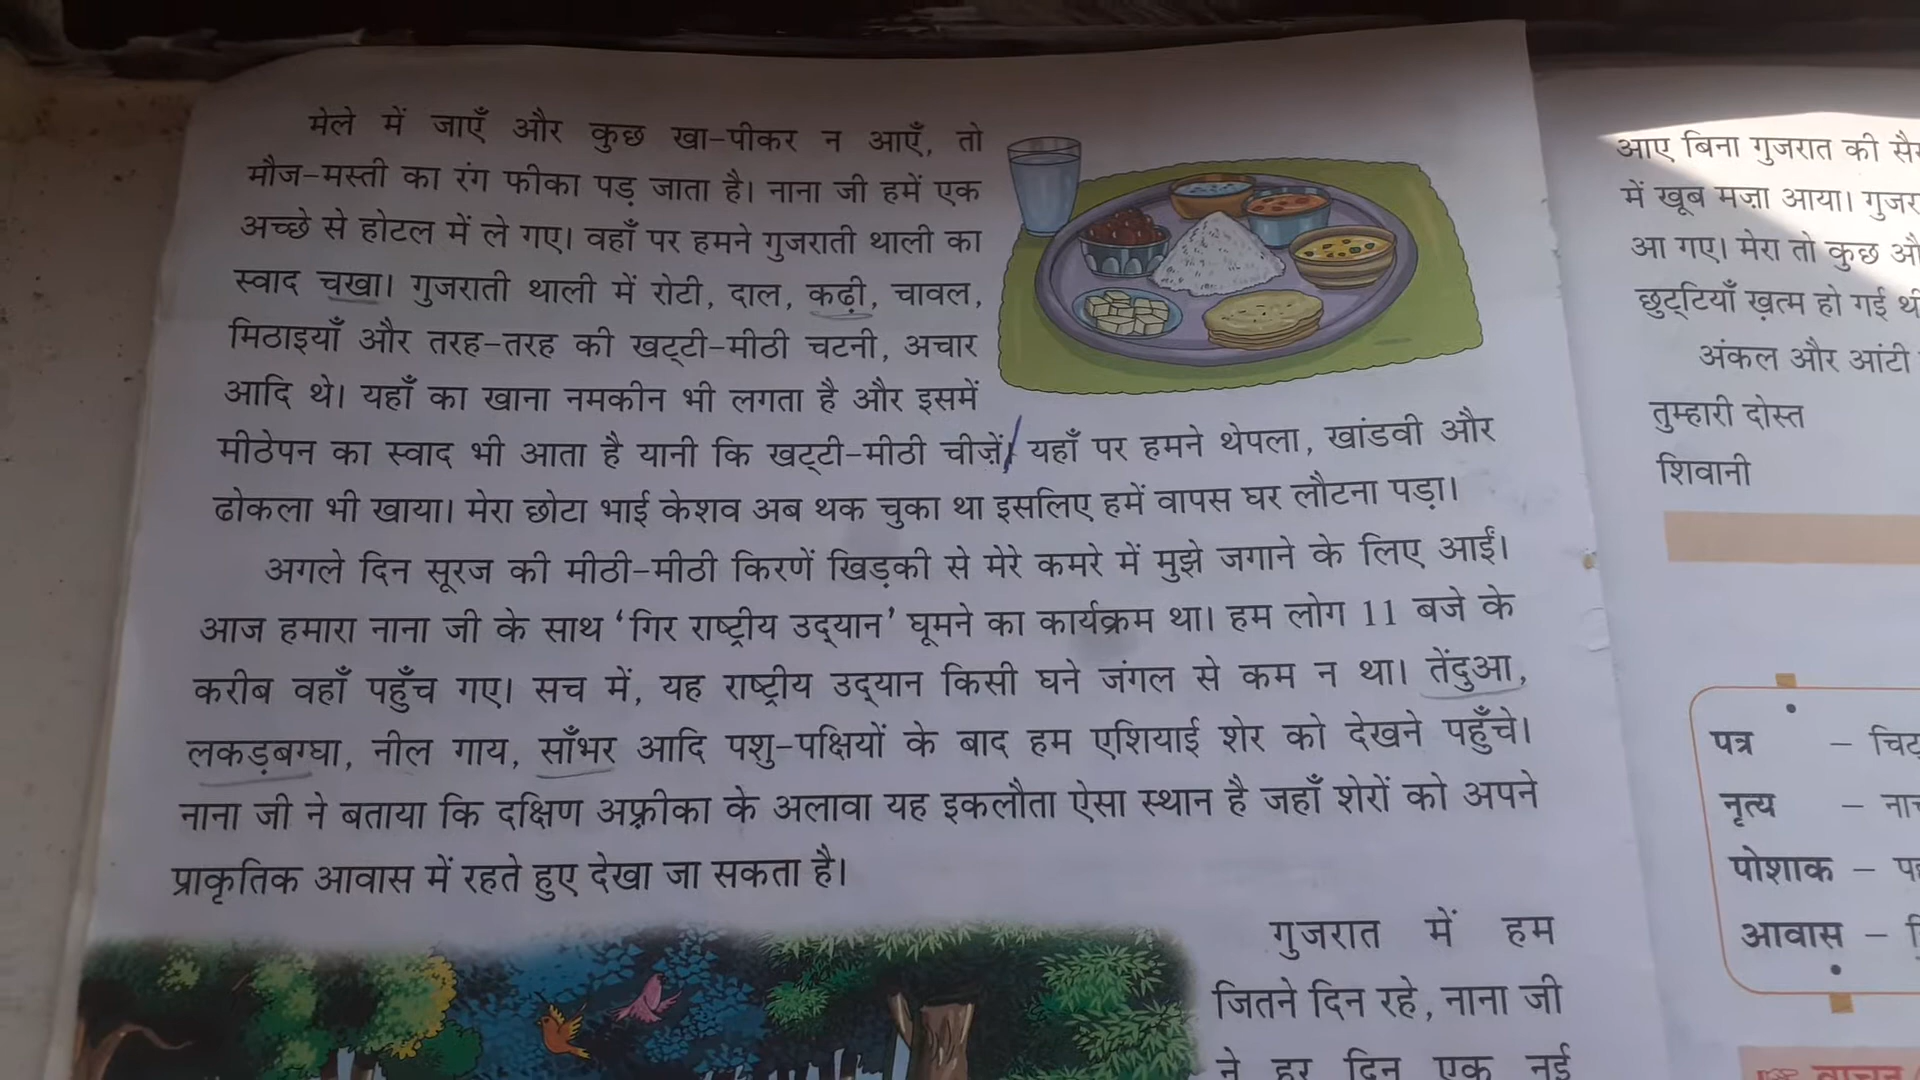 मेले में जाएँ और कुछ खा-पीकर न आएँ, तो
मौज-मस्ती का रंग फीका पड़ जाता है। नाना जी हमें एक
अच्छे से होटल में ले गए। वहाँ पर हमने गुजराती थाली का
स्वाद चखा। गुजराती थाली में रोटी, दाल, कढ़ी, चावल,
मिठाइयाँ और तरह-तरह की खट्‌टी-मीठी चटनी, अचार
आदि थे। यहाँ का खाना नमकीन भी लगता है और इसमें
मीठेपन का स्वाद भी आता है यानी कि खट्‌टी-मीठी चीज़ें। यहाँ पर हमने थेपला, खांडवी और
ढोकला भी खाया। मेरा छोटा भाई केशव अब थक चुका था इसलिए हमें वापस घर लौटना पड़ा।
अगले दिन सूरज की मीठी-मीठी किरणें खिड़की से मेरे कमरे में मुझे जगाने के लिए आईं।
आज हमारा नाना जी के साथ ‘गिर राष्ट्रीय उद्‌यान’ घूमने का कार्यक्रम था। हम लोग 11 बजे के
करीब वहाँ पहुँच गए। सच में, यह राष्ट्रीय उद्‌यान किसी घने जंगल से कम न था। तेंदुआ,
लकड़बग्घा, नील गाय, साँभर आदि पशु-पक्षियों के बाद हम एशियाई शेर को देखने पहुँचे।
नाना जी ने बताया कि दक्षिण अफ़्रीका के अलावा यह इकलौता ऐसा स्थान है जहाँ शेरों को अपने
प्राकृतिक आवास में रहते हुए देखा जा सकता है।
गुजरात में हम
जितने दिन रहे, नाना जी
ने हर दिन एक नई
आए बिना गुजरात की
में खूब मज़ा आया।
आ गए। मेरा तो कुछ
छुट्‌टियाँ ख़त्म हो गई
अंकल और आंटी
तुम्हारी दोस्त
शिवानी
पत्र –
नृत्य –
पोशाक –
आवास –
वाचन